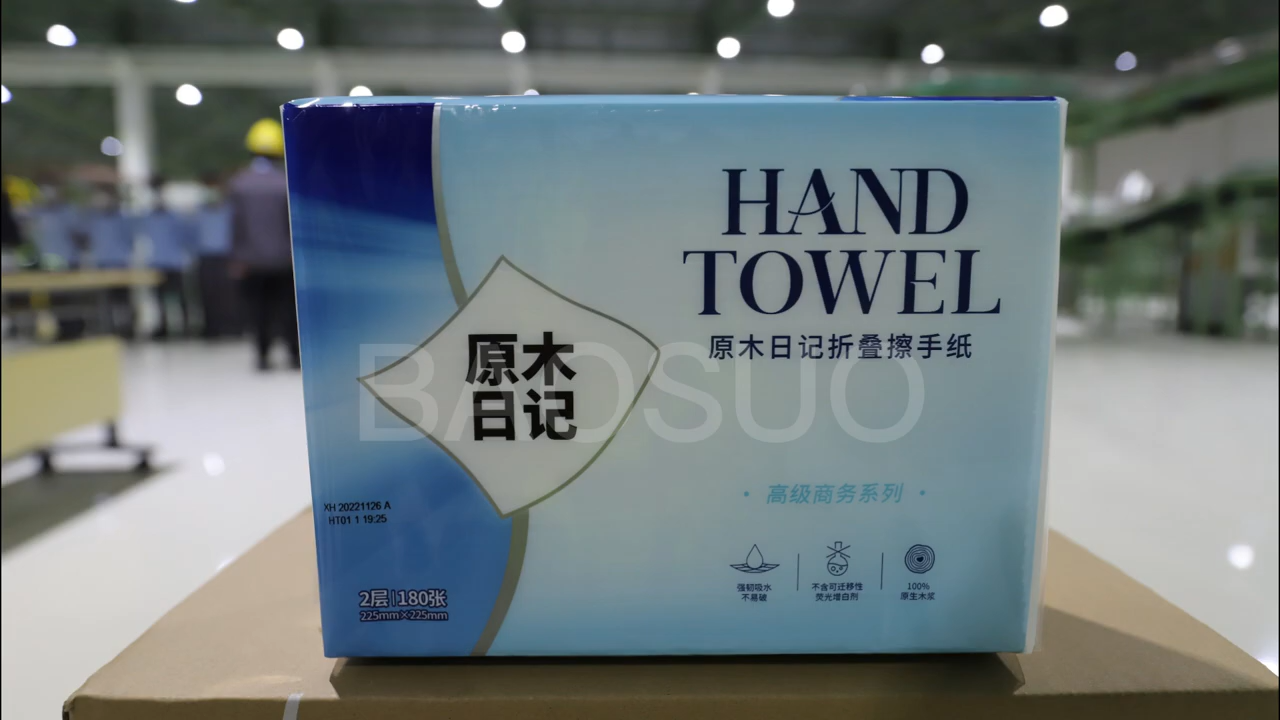 HAND
TOWEL
原木日记折叠擦手纸
原木
日记
BAOSUO
· 高级商务系列 ·
XH 20221126 A
HT01 1 19:25
强韧吸水
不易破
不含可迁移性
荧光增白剂
100%
原生木浆
2层|180张
225mm×225mm